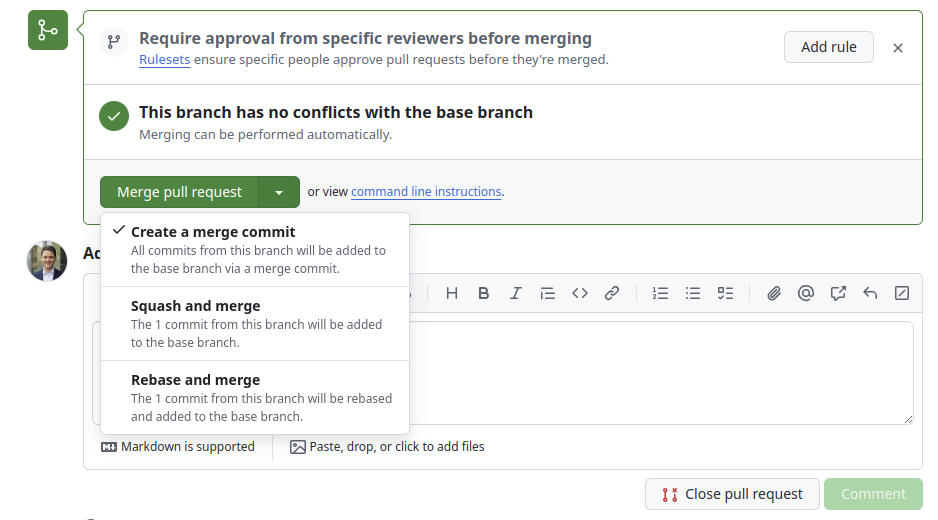 Require approval from specific reviewers before merging
Rulesets ensure specific people approve pull requests before they're merged.
Add rule
This branch has no conflicts with the base branch
Merging can be performed automatically.
Merge pull request
or view command line instructions.
Create a merge commit
All commits from this branch will be added to
the base branch via a merge commit.
Squash and merge
The 1 commit from this branch will be added
to the base branch.
Rebase and merge
The 1 commit from this branch will be rebased
and added to the base branch.
Markdown is supported
Paste, drop, or click to add files
Close pull request
Comment